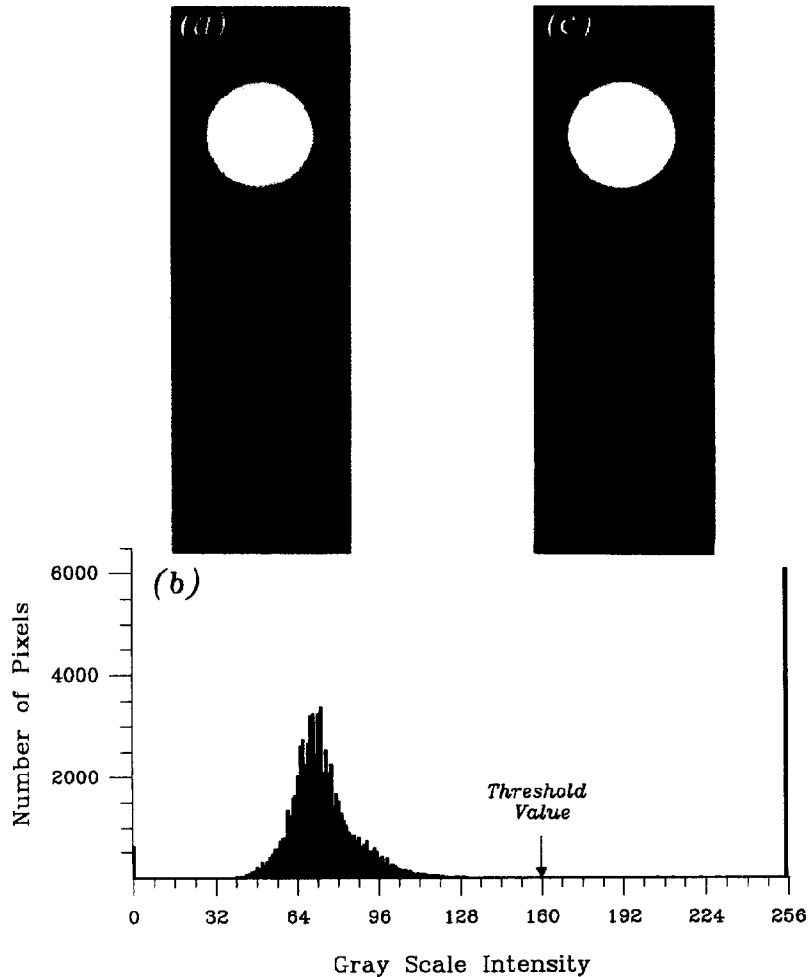 (a)
(c)
(b)
6000
4000
2000
Number of Pixels
Threshold
Value
0 32 64 96 128 160 192 224 256
Gray Scale Intensity